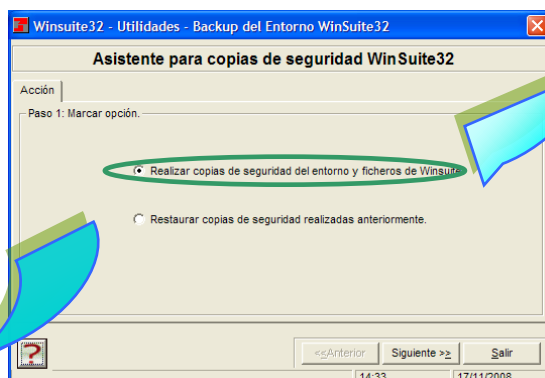 Winsuite32 - Utilidades - Backup del Entorno WinSuite32
Asistente para copias de seguridad WinSuite32
Acción
Paso 1: Marcar opción.
Realizar copias de seguridad del entorno y ficheros de Winsuite
Restaurar copias de seguridad realizadas anteriormente.
?
<<Anterior Siguiente >> Salir
14:33 17/11/2008